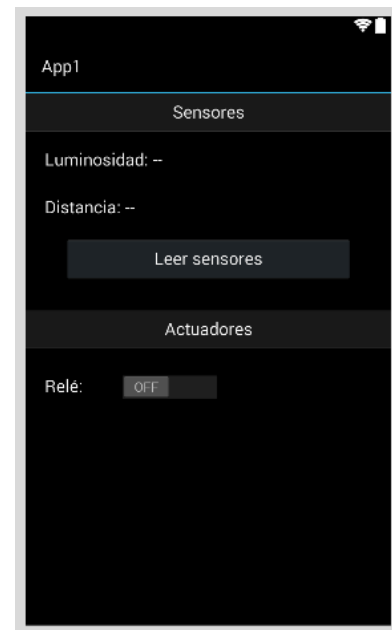 App1
Sensores
Luminosidad: --
Distancia: --
Leer sensores
Actuadores
Relé: OFF